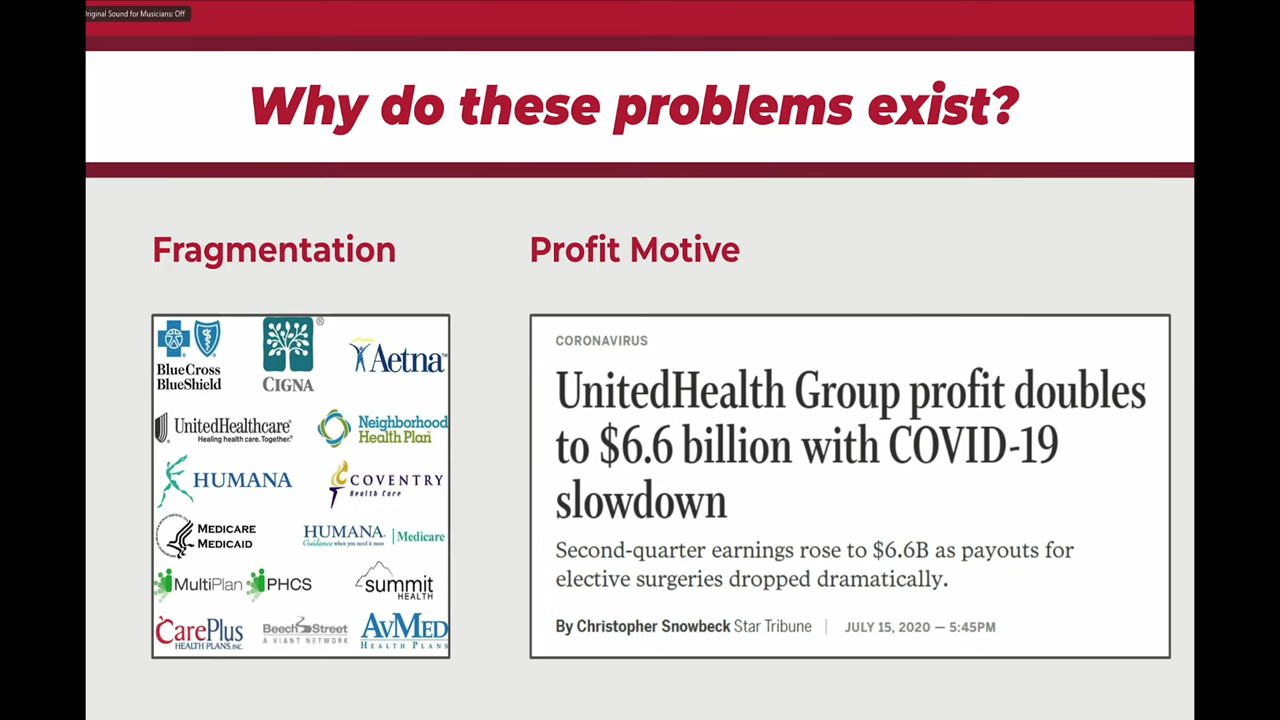 Original Sound for Musicians: Off
Why do these problems exist?
Fragmentation
Profit Motive
BlueCross
BlueShield
®
CIGNA
Aetna™
UnitedHealthcare®
Healing health care. Together.®
Neighborhood
Health Plan
HUMANA
COVENTRY
Health Care
MEDICARE
MEDICAID
HUMANA.
Guidance when you need it most
Medicare
MultiPlan
PHCS
summit
HEALTH
CarePlus
HEALTH PLANS, INC.
Beech Street
A VIANT NETWORK
AVMED
HEALTH PLANS
CORONAVIRUS
UnitedHealth Group profit doubles
to $6.6 billion with COVID-19
slowdown
Second-quarter earnings rose to $6.6B as payouts for
elective surgeries dropped dramatically.
By Christopher Snowbeck Star Tribune | JULY 15, 2020 — 5:45PM